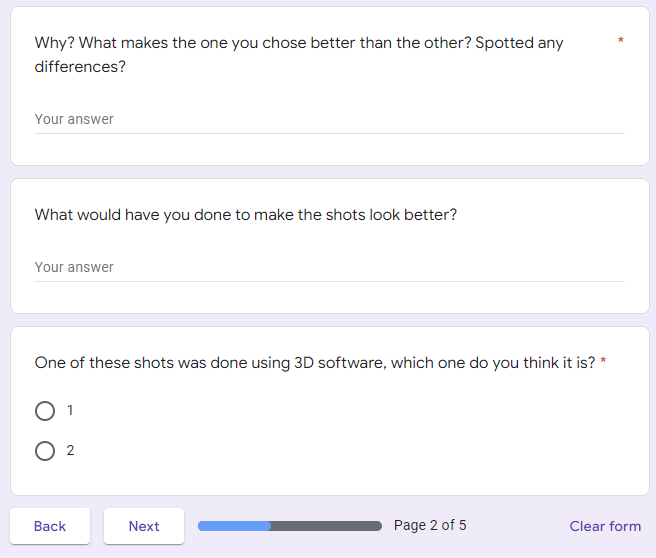 Why? What makes the one you chose better than the other? Spotted any *
differences?
Your answer
What would have you done to make the shots look better?
Your answer
One of these shots was done using 3D software, which one do you think it is? *
1
2
Back Next Page 2 of 5 Clear form